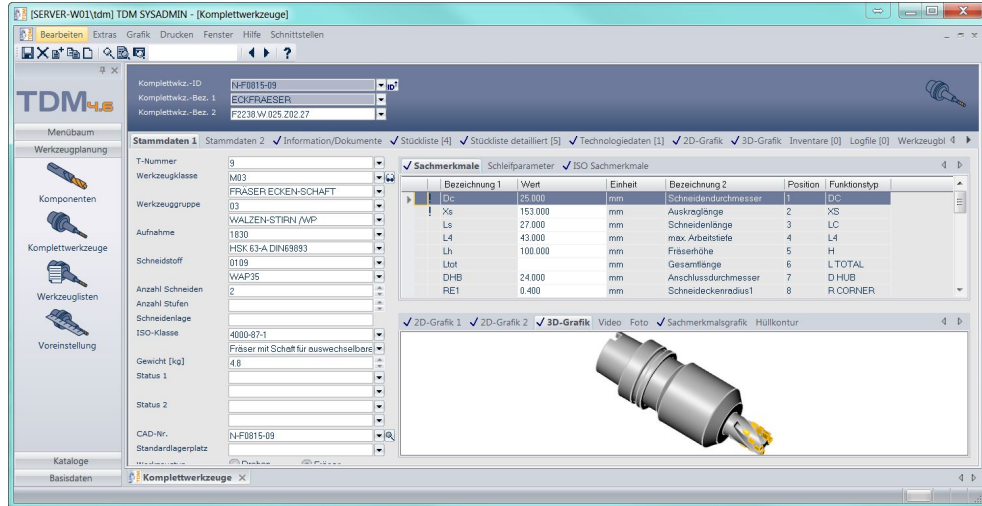 [SERVER-W01\tdm] TDM SYSADMIN - [Komplettwerkzeuge]
Bearbeiten Extras Grafik Drucken Fenster Hilfe Schnittstellen
TDM 4.6
Menübaum
Werkzeugplanung
Komponenten
Komplettwerkzeuge
Werkzeuglisten
Voreinstellung
Kataloge
Basisdaten
Komplettwkz.-ID N-F0815-09 ID
Komplettwkz.-Bez. 1 ECKFRAESER
Komplettwkz.-Bez. 2 F2238.W.025.Z02.27
Stammdaten 1 Stammdaten 2 Information/Dokumente Stückliste [4] Stückliste detailliert [5] Technologiedaten [1] 2D-Grafik 3D-Grafik Inventare [0] Logfile [0] Werkzeugbl
T-Nummer 9
Werkzeugklasse M03
FRÄSER ECKEN-SCHAFT
Werkzeuggruppe 03
WALZEN-STIRN /WP
Aufnahme 1830
HSK 63-A DIN69893
Schneidstoff 0109
WAP35
Anzahl Schneiden 2
Anzahl Stufen
Schneidenlage
ISO-Klasse 4000-87-1
Fräser mit Schaft für auswechselbare
Gewicht [kg] 4.8
Status 1
Status 2
CAD-Nr. N-F0815-09
Standardlagerplatz
Sachmerkmale Schleifparameter ISO Sachmerkmale
Bezeichnung 1 Wert Einheit Bezeichnung 2 Position Funktionstyp
! Dc 25.000 mm Schneidendurchmesser 1 DC
! Xs 153.000 mm Auskraglänge 2 XS
Ls 27.000 mm Schneidenlänge 3 LC
L4 43.000 mm max. Arbeitstiefe 4 L4
Lh 100.000 mm Fräserhöhe 5 H
Ltot mm Gesamtlänge 6 L TOTAL
DHB 24.000 mm Anschlussdurchmesser 7 D HUB
RE1 0.400 mm Schneideckenradius1 8 R CORNER
2D-Grafik 1 2D-Grafik 2 3D-Grafik Video Foto Sachmerkmalsgrafik Hüllkontur
Komplettwerkzeuge